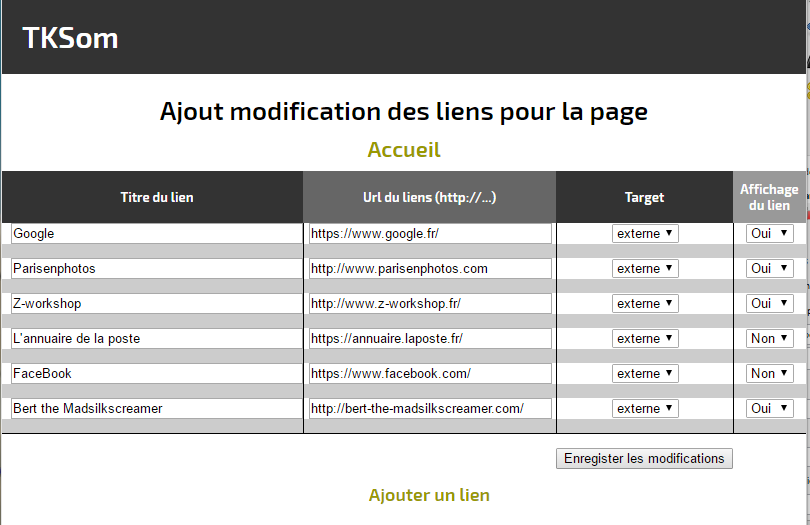 TKSom
Ajout modification des liens pour la page
Accueil
Titre du lien Url du liens (http://...) Target Affichage du lien
Google https://www.google.fr/ externe Oui
Parisenphotos http://www.parisenphotos.com externe Oui
Z-workshop http://www.z-workshop.fr/ externe Oui
L'annuaire de la poste https://annuaire.laposte.fr/ externe Non
FaceBook https://www.facebook.com/ externe Non
Bert the Madsilkscreamer http://bert-the-madsilkscreamer.com/ externe Oui
Enregister les modifications
Ajouter un lien